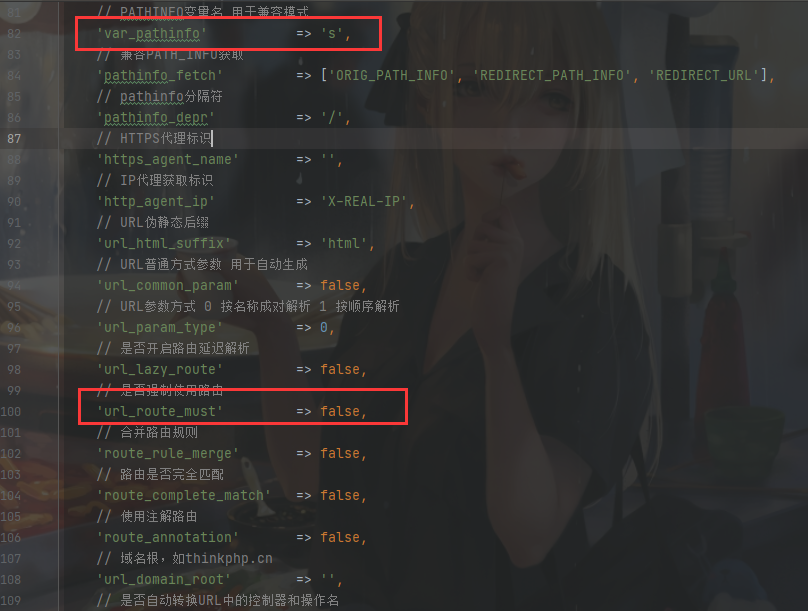 81 // PATHINFO变量名 用于兼容模式
82 'var_pathinfo' => 's',
83 // 兼容PATH_INFO获取
84 'pathinfo_fetch' => ['ORIG_PATH_INFO', 'REDIRECT_PATH_INFO', 'REDIRECT_URL'],
85 // pathinfo分隔符
86 'pathinfo_depr' => '/',
87 // HTTPS代理标识
88 'https_agent_name' => '',
89 // IP代理获取标识
90 'http_agent_ip' => 'X-REAL-IP',
91 // URL伪静态后缀
92 'url_html_suffix' => 'html',
93 // URL普通方式参数 用于自动生成
94 'url_common_param' => false,
95 // URL参数方式 0 按名称成对解析 1 按顺序解析
96 'url_param_type' => 0,
97 // 是否开启路由延迟解析
98 'url_lazy_route' => false,
99 // 是否强制使用路由
100 'url_route_must' => false,
101 // 合并路由规则
102 'route_rule_merge' => false,
103 // 路由是否完全匹配
104 'route_complete_match' => false,
105 // 使用注解路由
106 'route_annotation' => false,
107 // 域名根，如thinkphp.cn
108 'url_domain_root' => '',
109 // 是否自动转换URL中的控制器和操作名